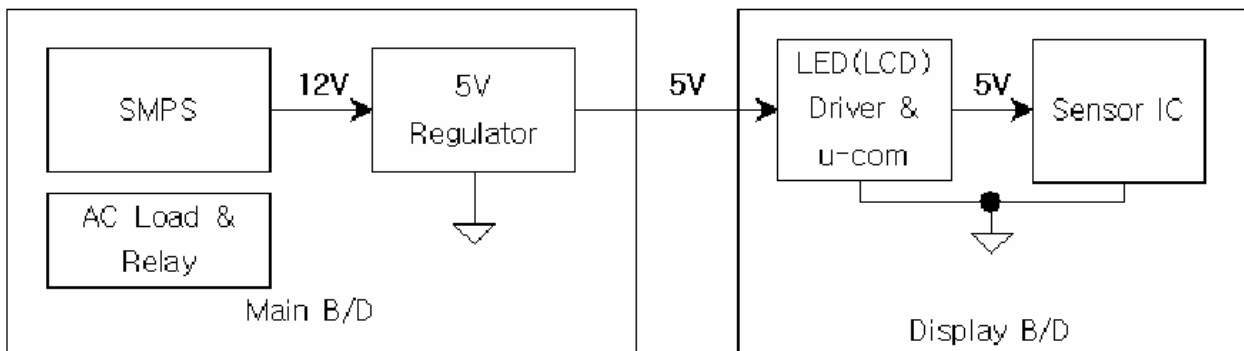 SMPS
12V
5V
Regulator
5V
LED(LCD)
Driver &
u-com
5V
Sensor IC
AC Load &
Relay
Main B/D
Display B/D